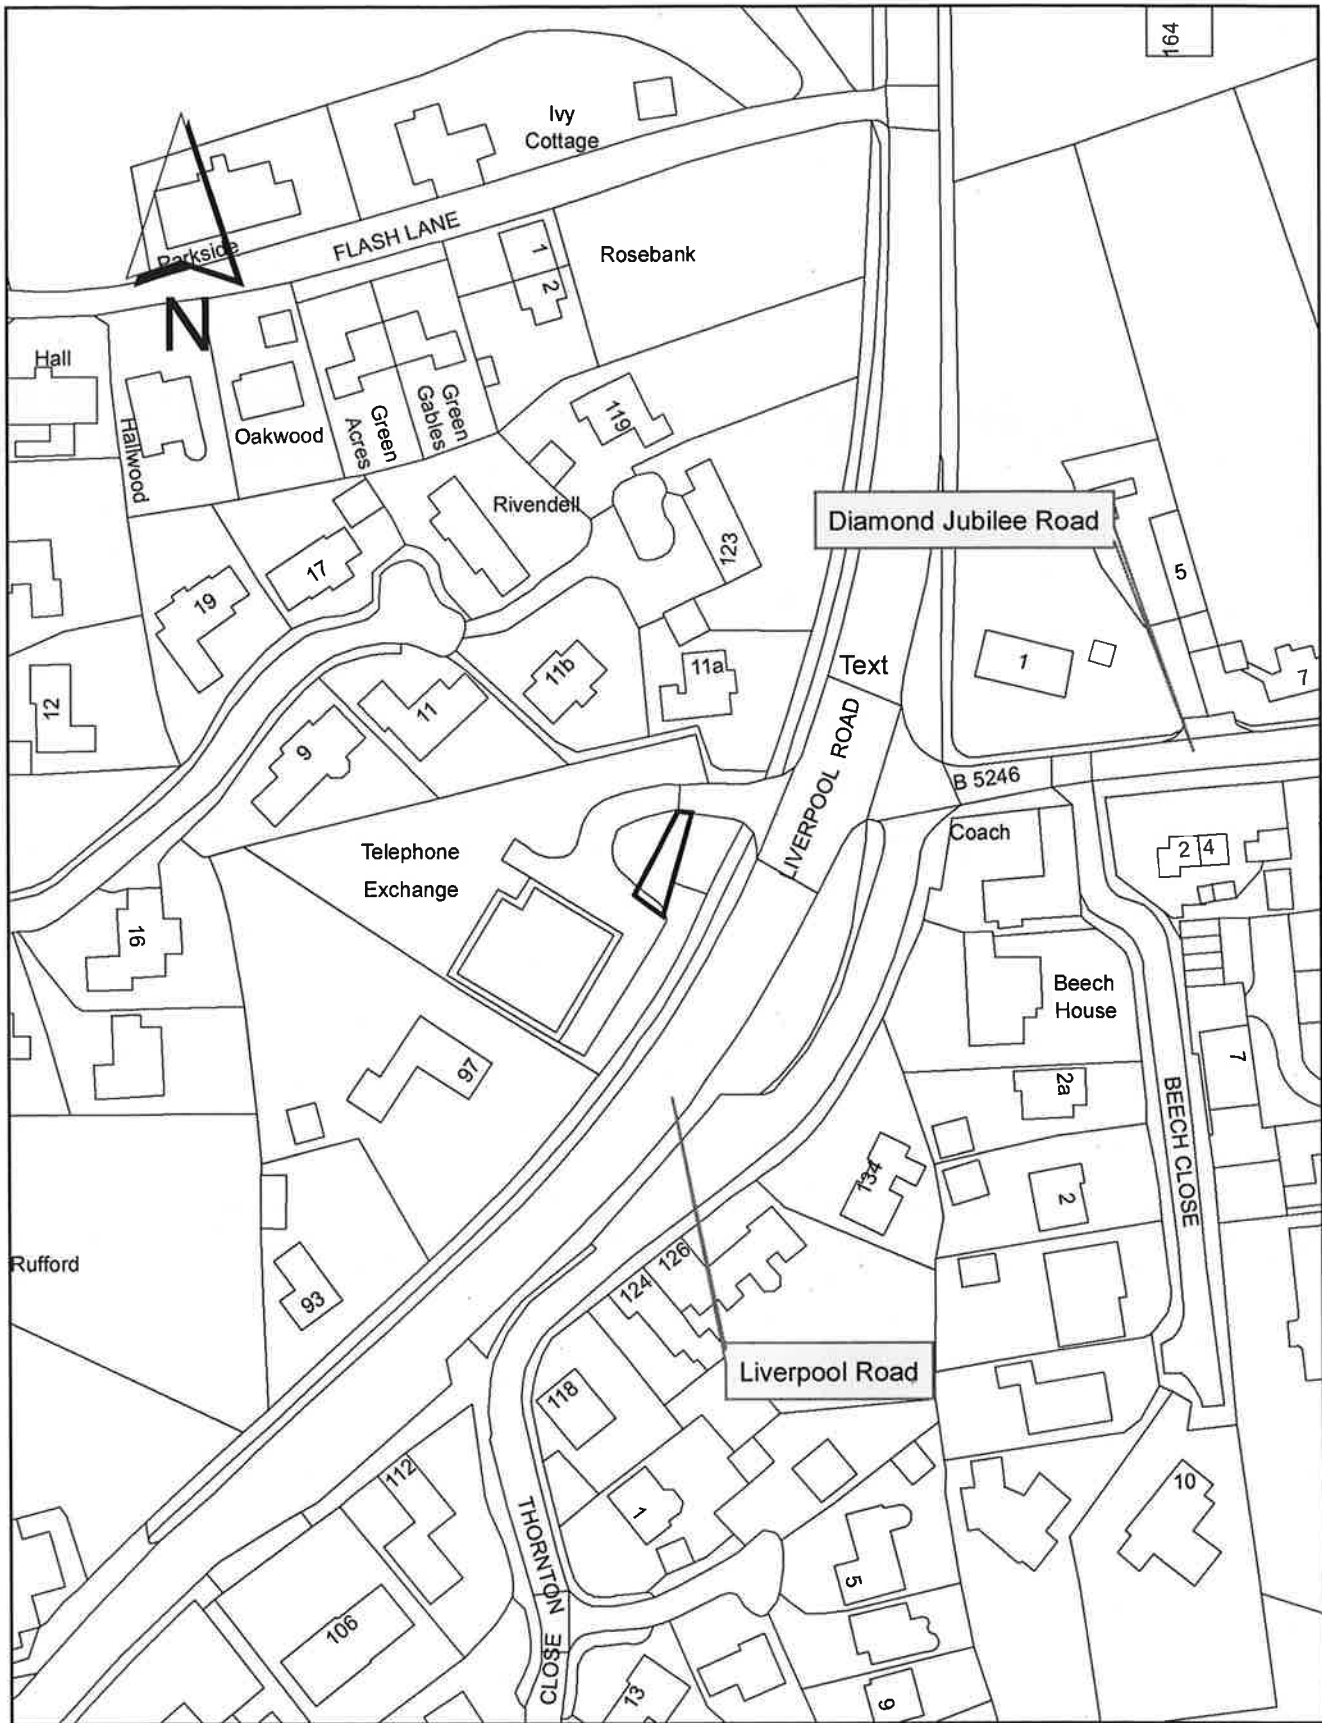 164
Ivy
Cottage
FLASH LANE
Parkside
1
2
Rosebank
N
Hall
Hallwood
Oakwood
Green
Acres
Green
Gables
119
Rivendell
123
Diamond Jubilee Road
5
17
19
11b
11a
Text
1
7
12
11
9
LIVERPOOL ROAD
B 5246
Telephone
Exchange
Coach
2
4
16
Beech
House
97
2a
7
BEECH CLOSE
134
2
Rufford
93
126
124
Liverpool Road
118
112
1
10
THORNTON
CLOSE
5
106
13
9